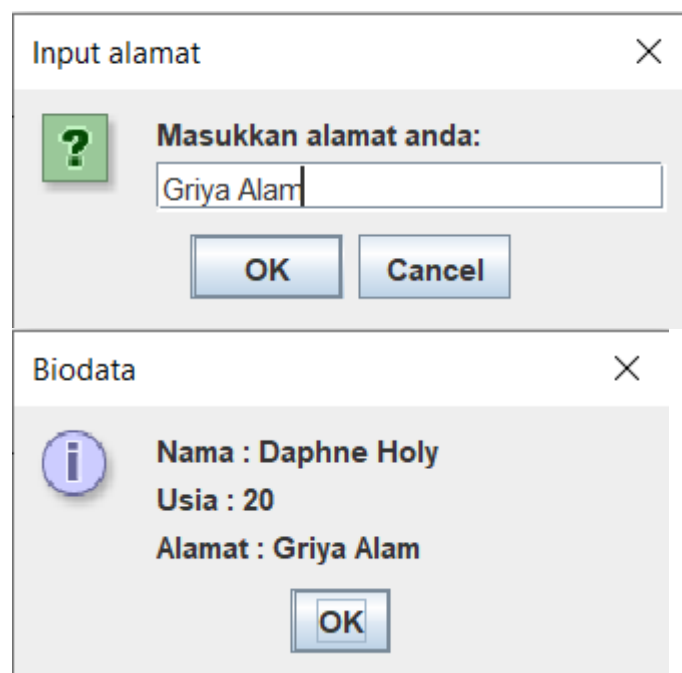 Input alamat
?
Masukkan alamat anda:
Griya Alam
OK Cancel
Biodata
i
Nama : Daphne Holy
Usia : 20
Alamat : Griya Alam
OK